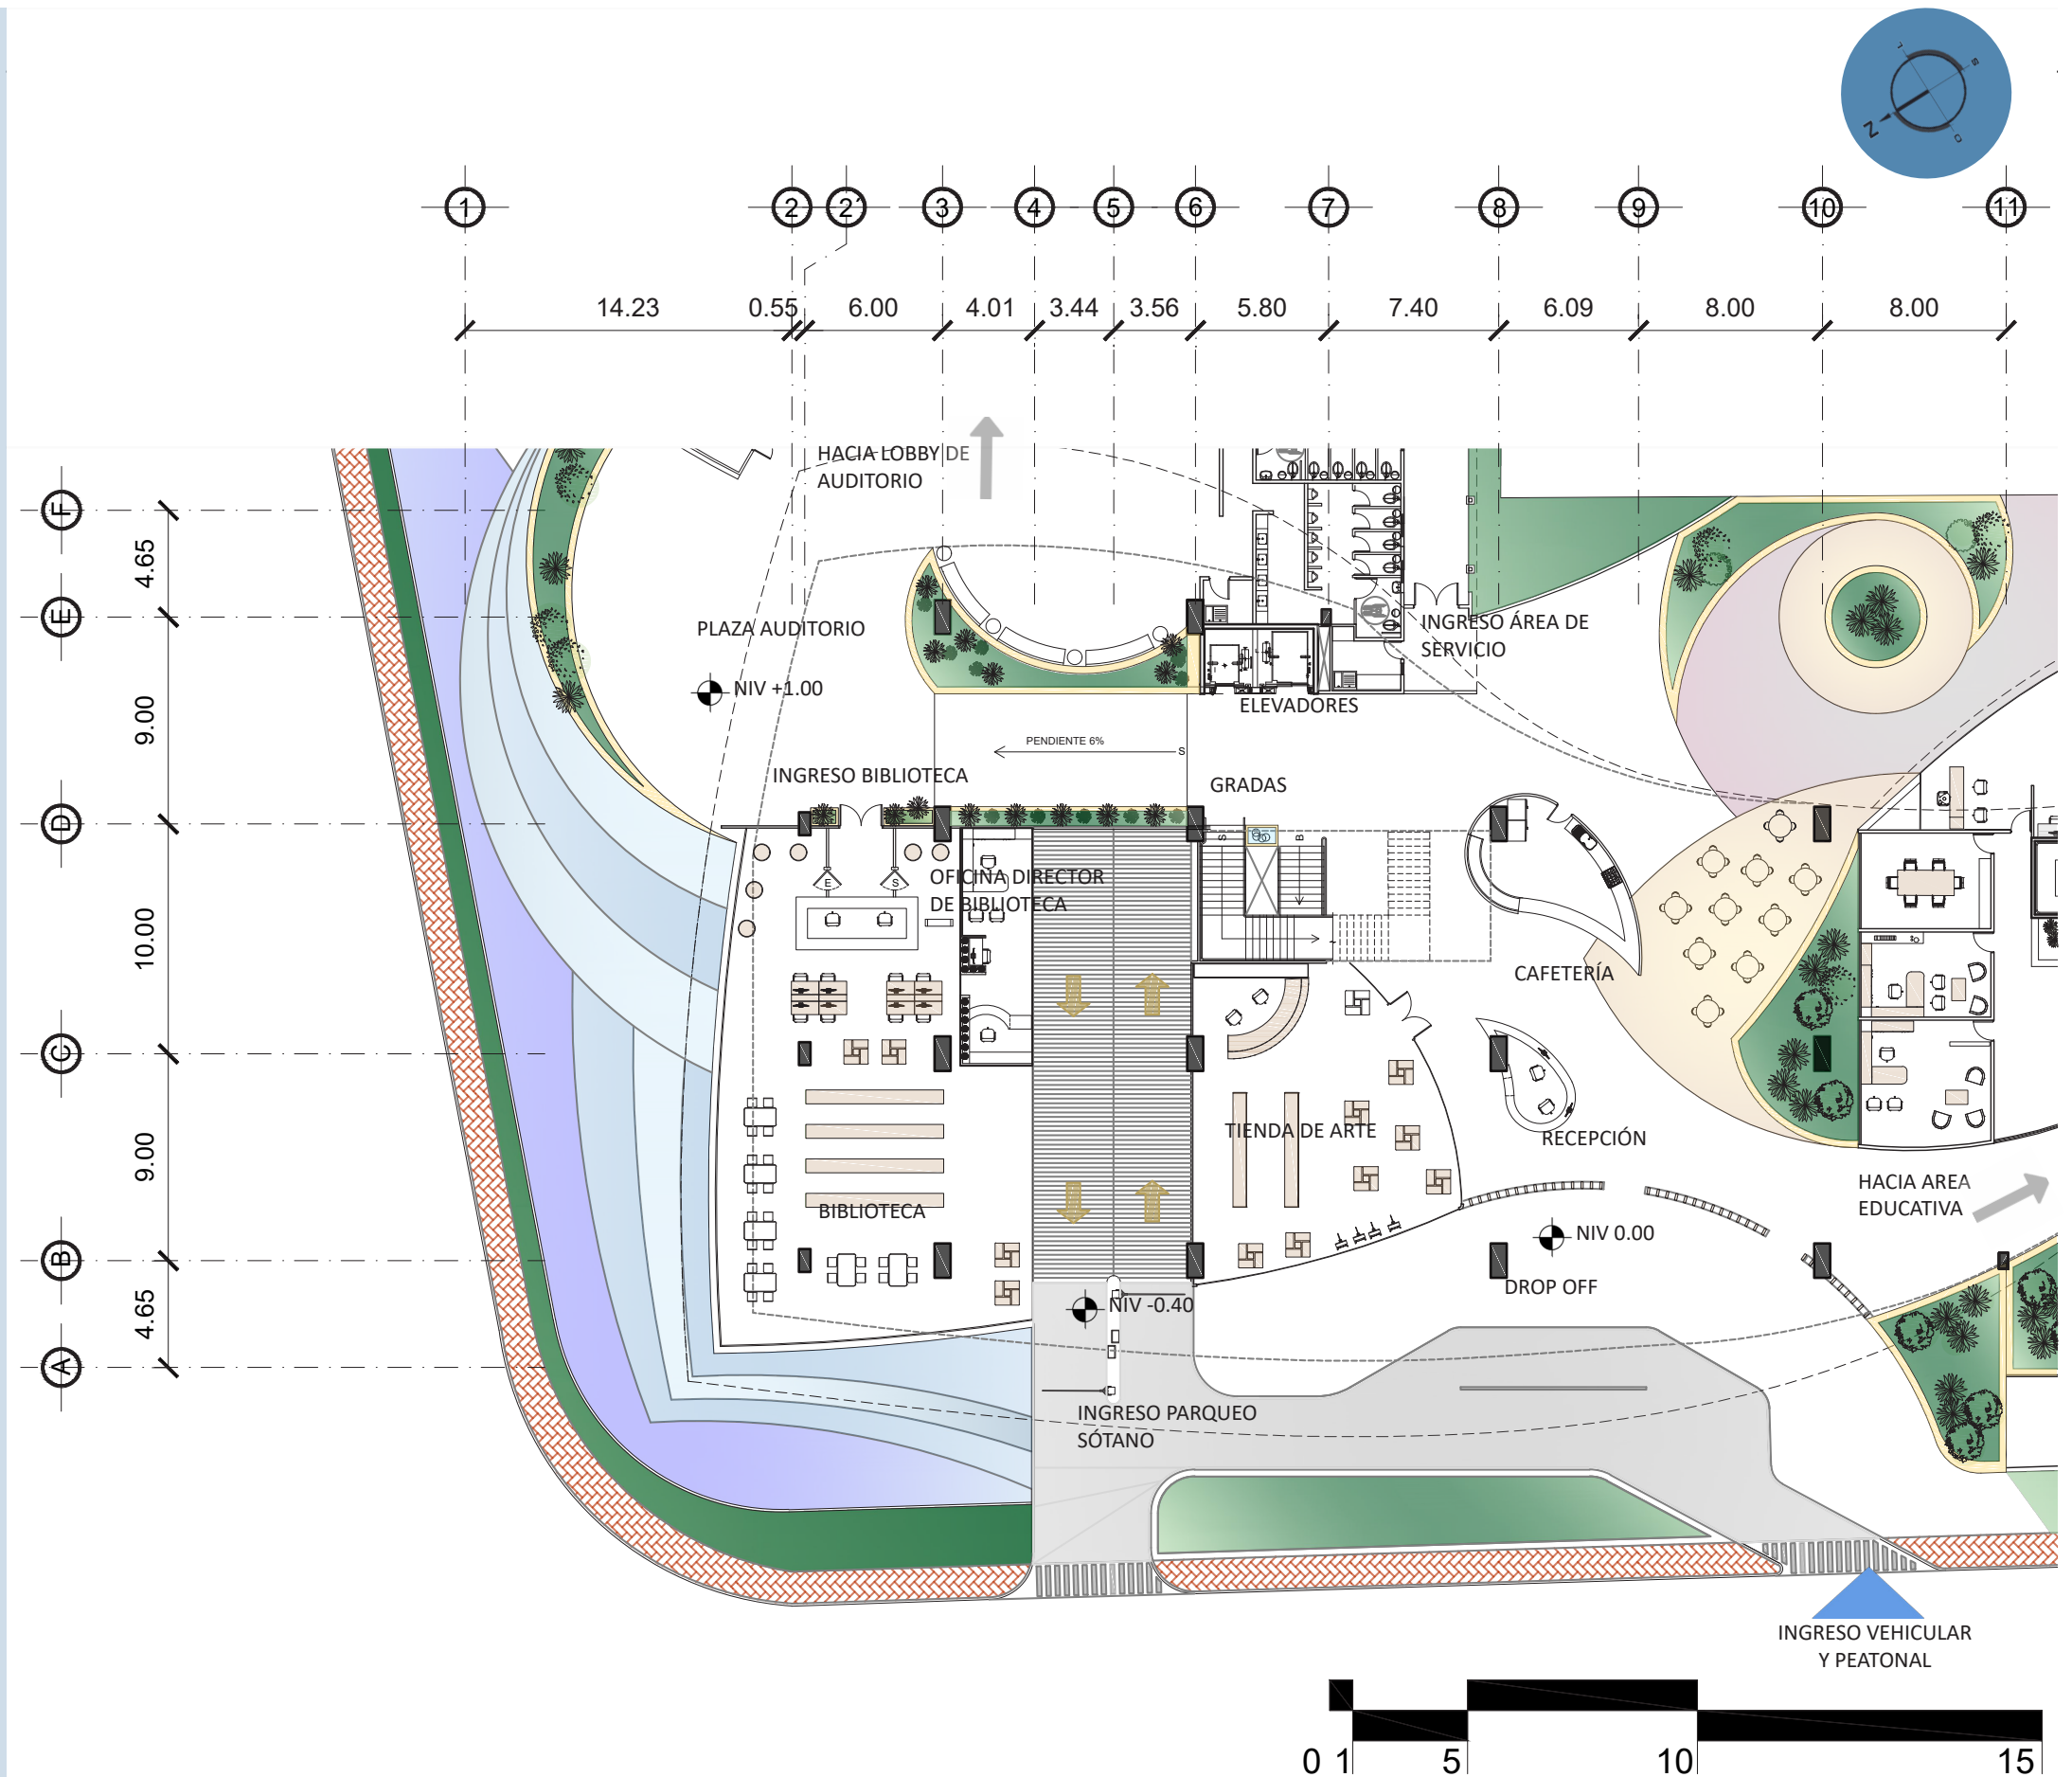 L
S
N
O
1
2
2'
3
4
5
6
7
8
9
10
11
14.23
0.55
6.00
4.01
3.44
3.56
5.80
7.40
6.09
8.00
8.00
HACIA LOBBY DE
AUDITORIO
F
4.65
E
PLAZA AUDITORIO
INGRESO ÁREA DE
SERVICIO
NIV +1.00
ELEVADORES
9.00
PENDIENTE 6%
S
INGRESO BIBLIOTECA
GRADAS
D
S
B
E
S
OFICINA DIRECTOR
DE BIBLIOTECA
10.00
CAFETERÍA
C
TIENDA DE ARTE
RECEPCIÓN
9.00
HACIA AREA
EDUCATIVA
BIBLIOTECA
NIV 0.00
B
DROP OFF
NIV -0.40
4.65
A
INGRESO PARQUEO
SÓTANO
INGRESO VEHICULAR
Y PEATONAL
0 1 5 10 15